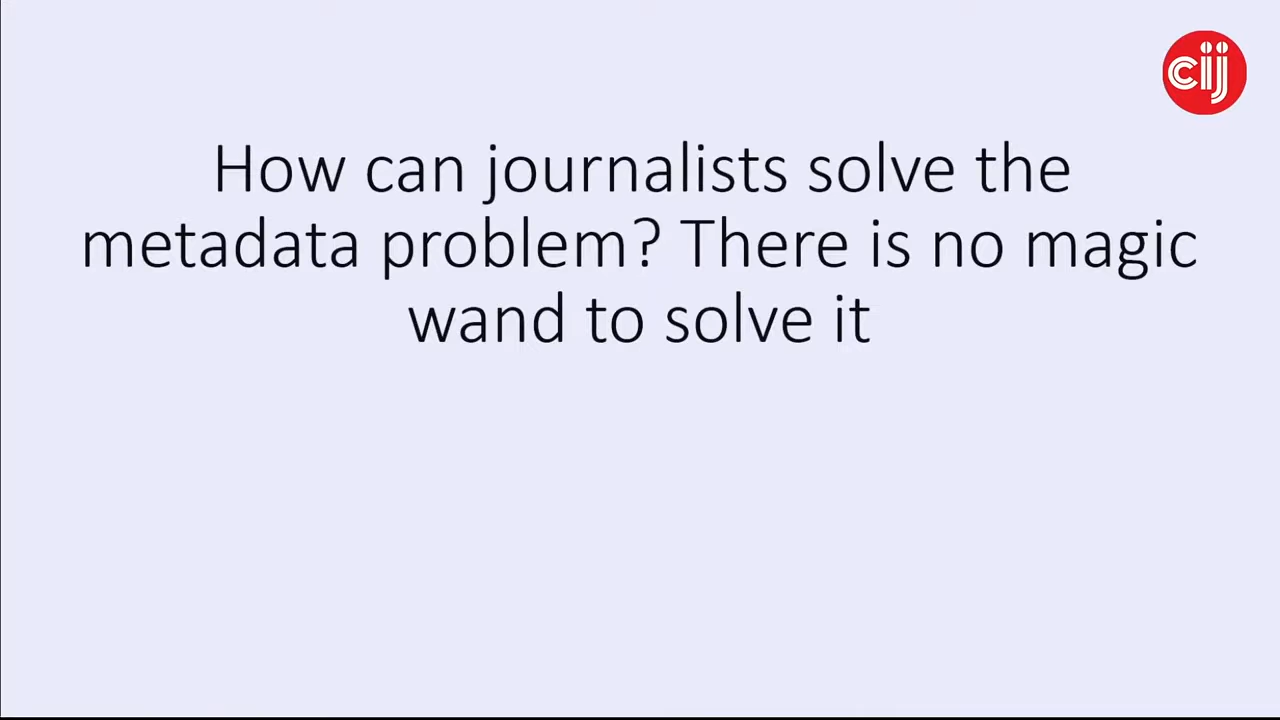 cij
How can journalists solve the
metadata problem? There is no magic
wand to solve it